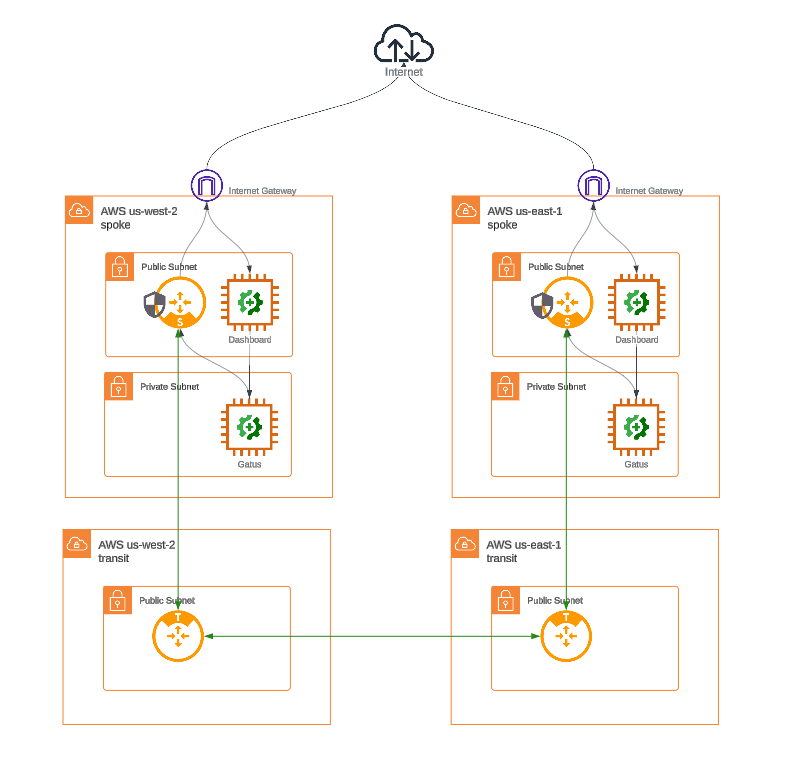 Internet
Internet Gateway
Internet Gateway
AWS us-west-2
spoke
AWS us-east-1
spoke
Public Subnet
Public Subnet
S
S
Dashboard
Dashboard
Private Subnet
Private Subnet
Gatus
Gatus
AWS us-west-2
transit
AWS us-east-1
transit
Public Subnet
Public Subnet
T
T